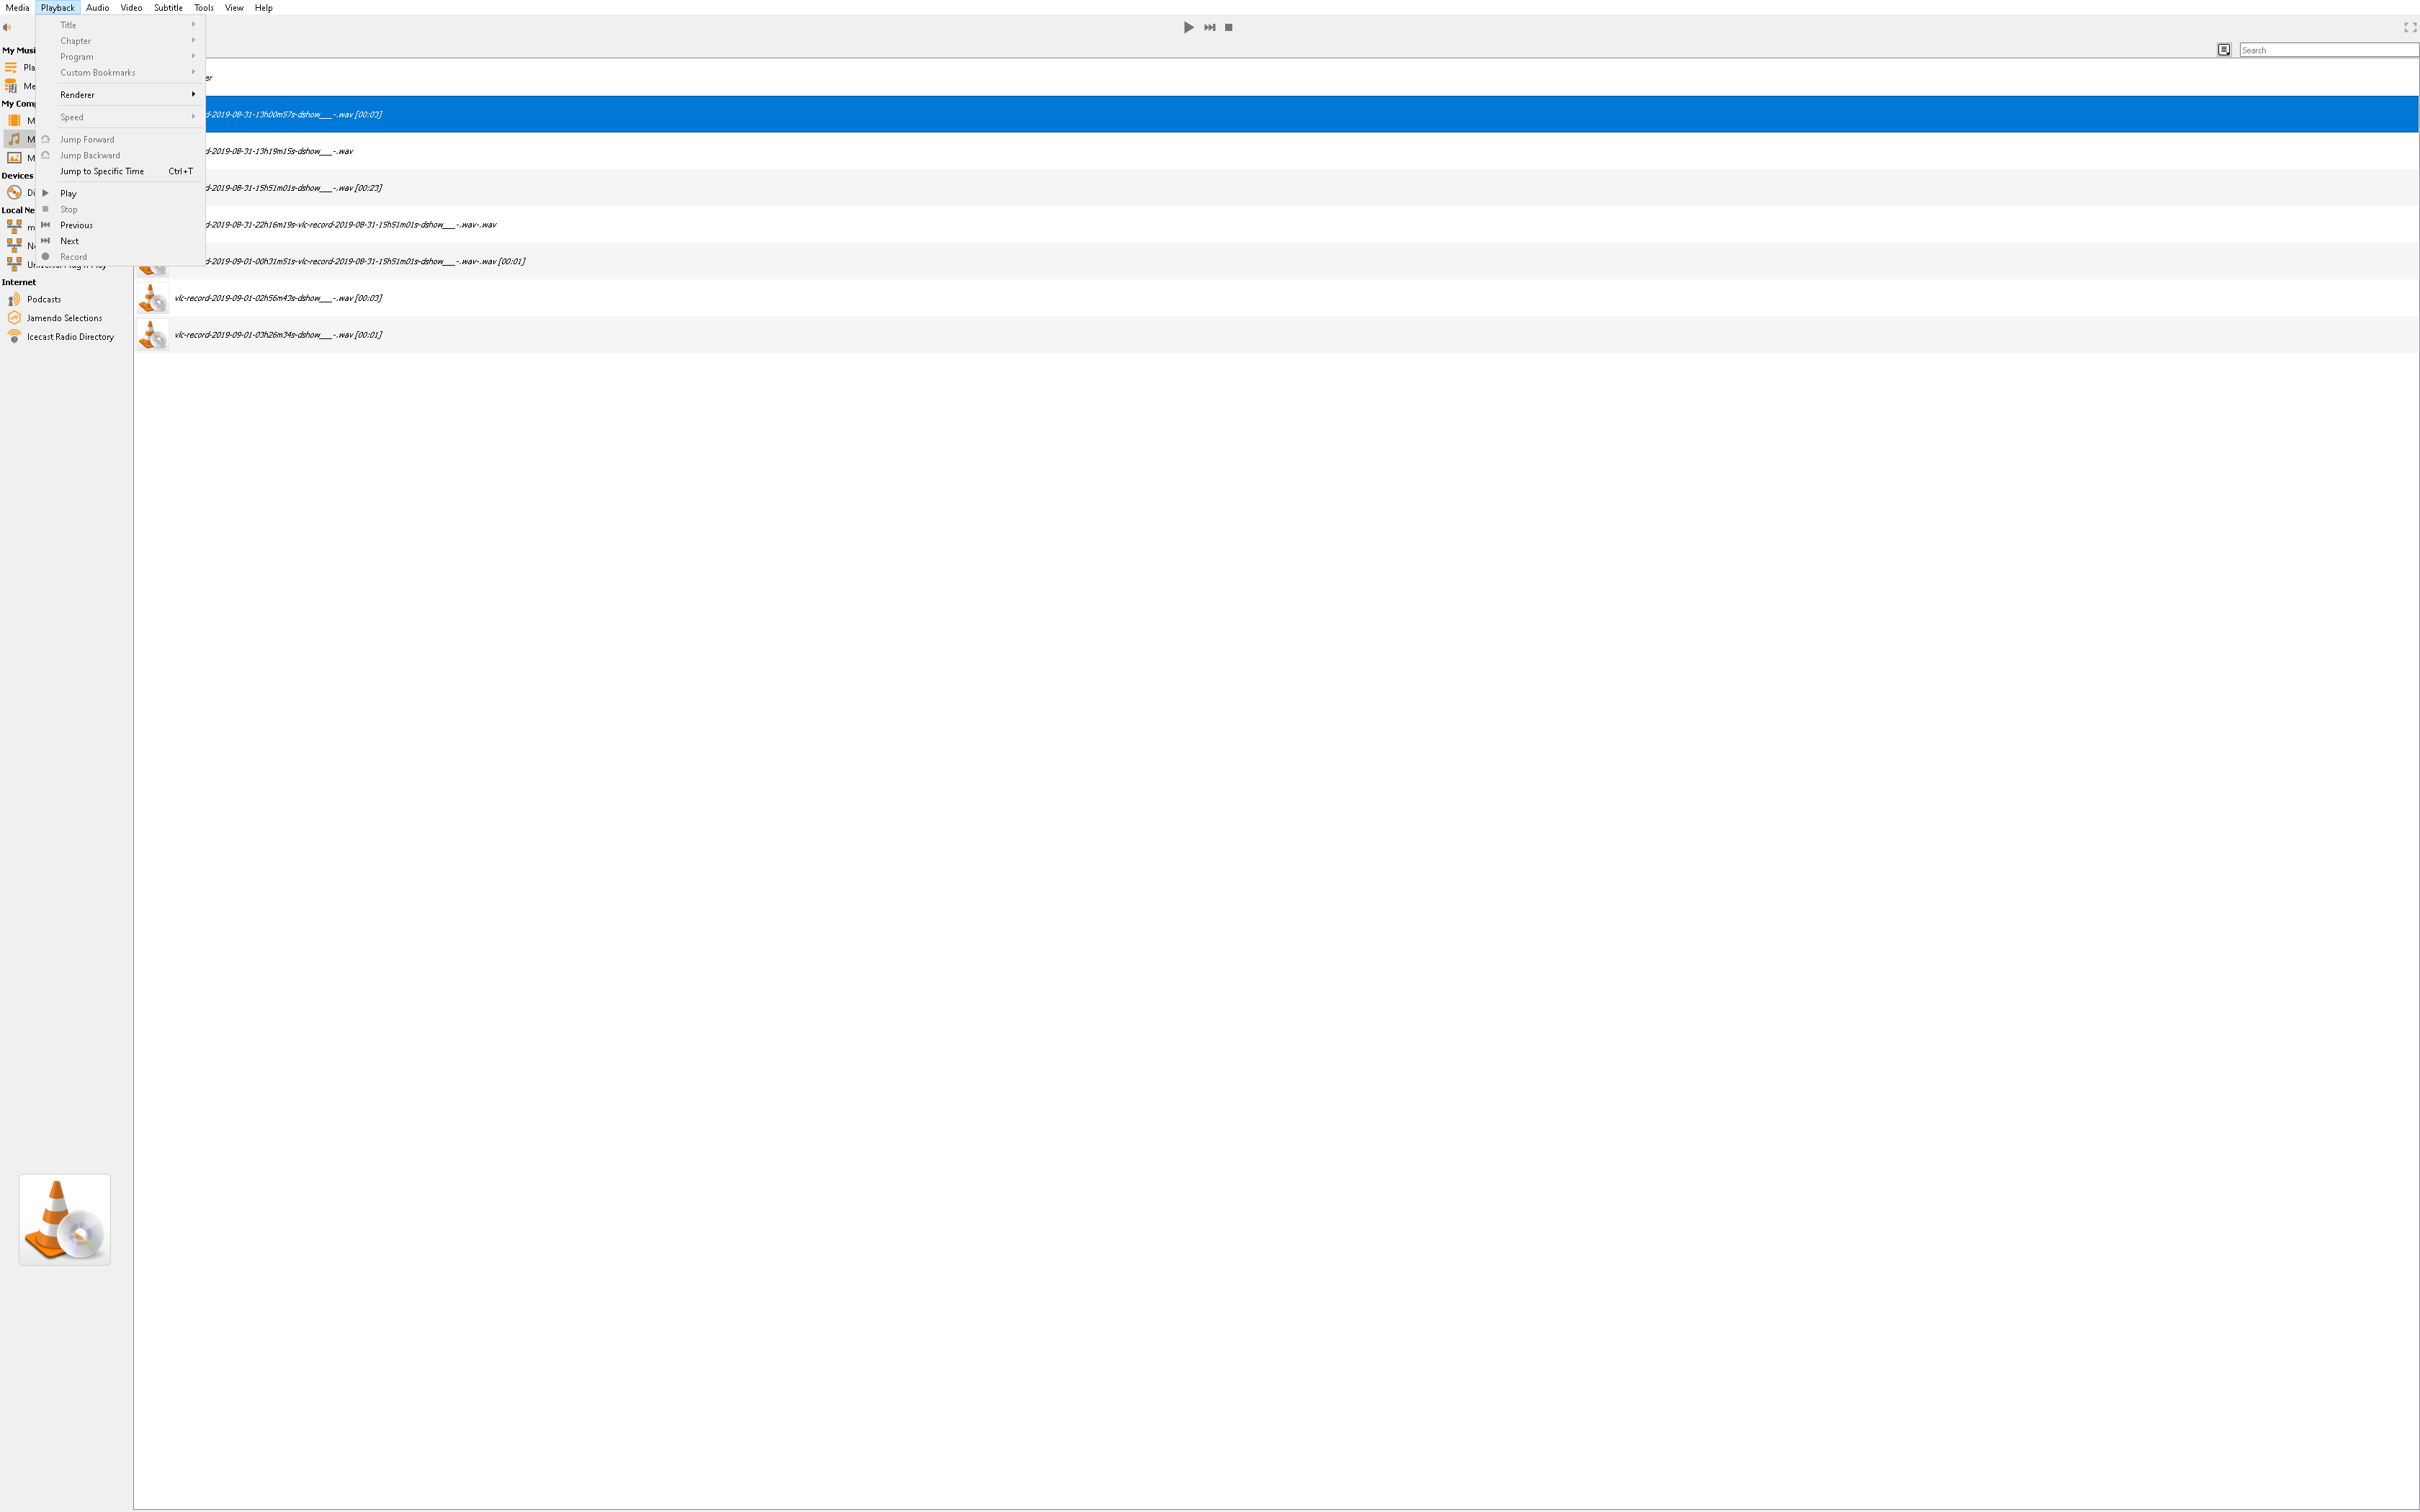 Media Playback Audio Video Subtitle Tools View Help
Title
Chapter
Program
Custom Bookmarks
Renderer
Speed
Jump Forward
Jump Backward
Jump to Specific Time Ctrl+T
Play
Stop
Previous
Next
Record
Search
My Musi
Pla
Me
My Comp
M
M
M
Devices
Di
Local Ne
m
Ne
Universal Plug'n'Play
Internet
Podcasts
Jamendo Selections
Icecast Radio Directory
er
d-2019-08-31-13h00m57s-dshow___-.wav [00:03]
d-2019-08-31-13h19m15s-dshow___-.wav
d-2019-08-31-15h51m01s-dshow___-.wav [00:23]
d-2019-08-31-22h16m19s-vlc-record-2019-08-31-15h51m01s-dshow___-.wav-.wav
d-2019-09-01-00h31m51s-vlc-record-2019-08-31-15h51m01s-dshow___-.wav-.wav [00:01]
vlc-record-2019-09-01-02h56m43s-dshow___-.wav [00:03]
vlc-record-2019-09-01-03h26m34s-dshow___-.wav [00:01]